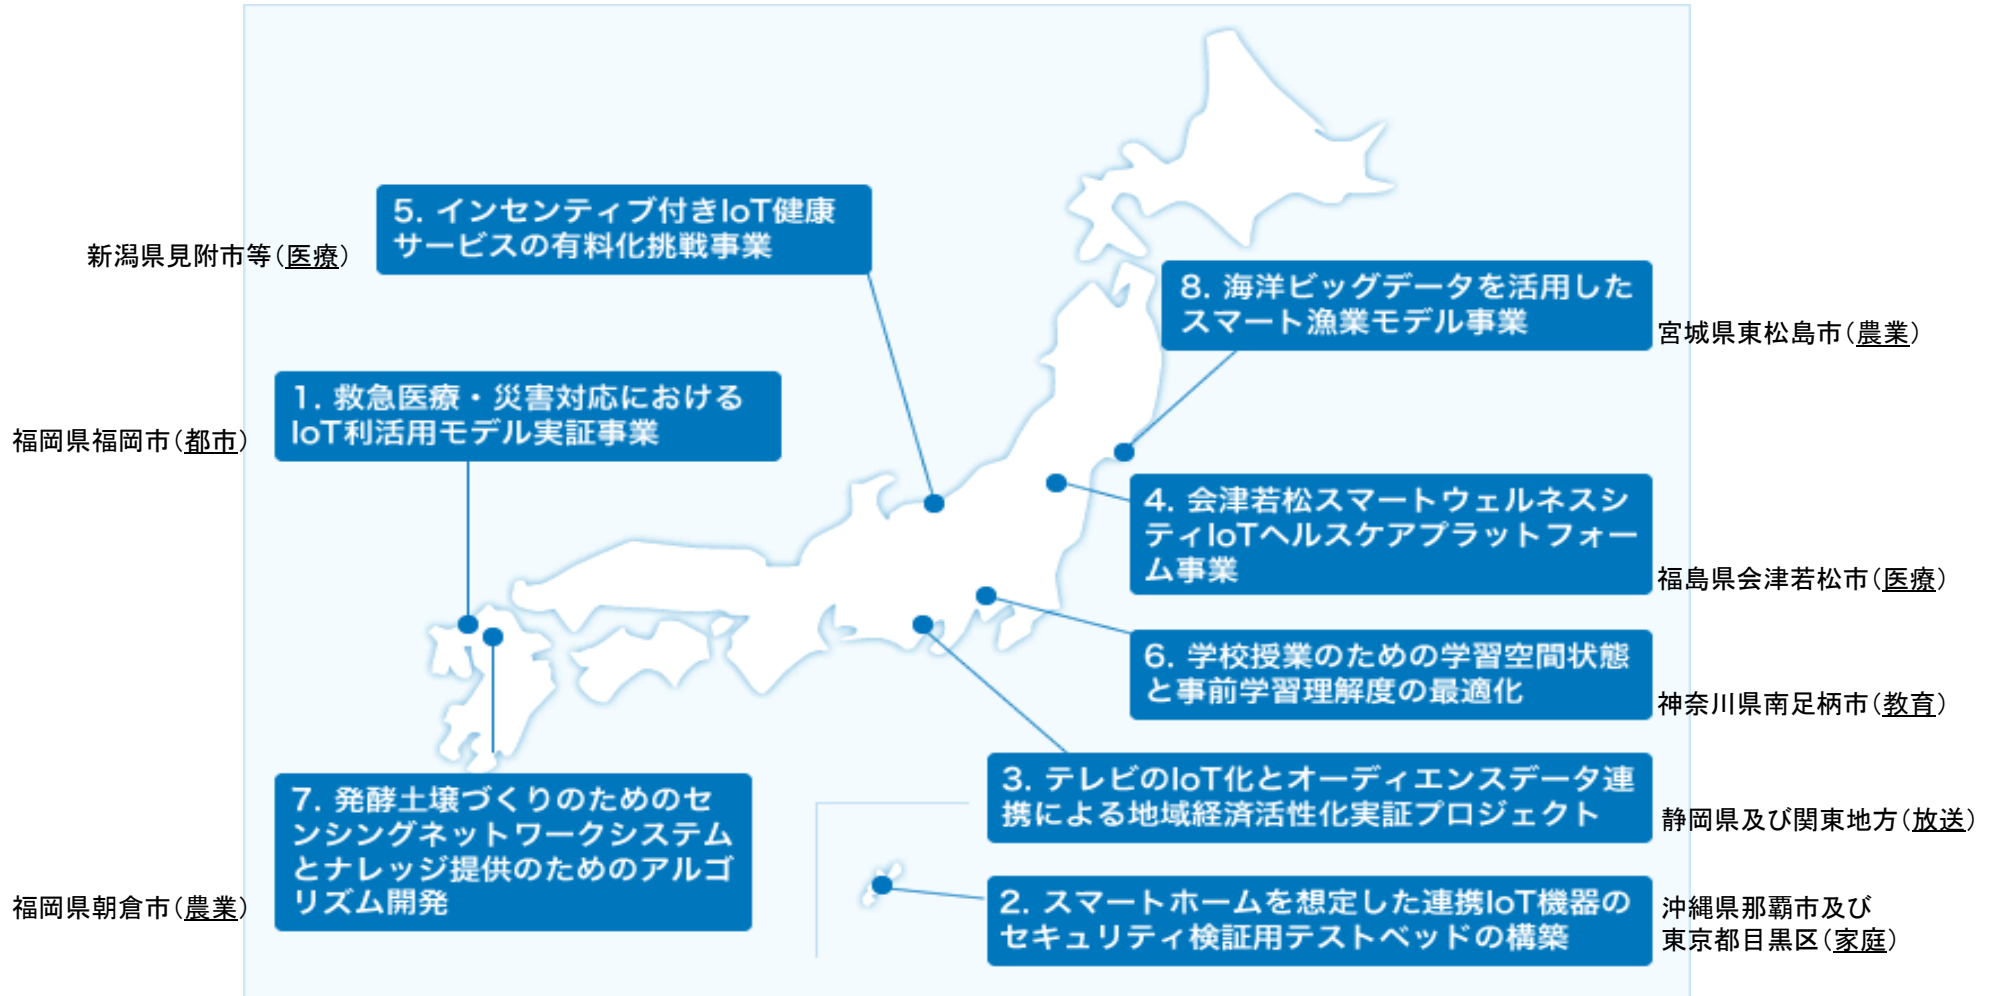 5. インセンティブ付きIoT健康
サービスの有料化挑戦事業
新潟県見附市等(医療)
8. 海洋ビッグデータを活用した
スマート漁業モデル事業
宮城県東松島市(農業)
1. 救急医療・災害対応における
IoT利活用モデル実証事業
福岡県福岡市(都市)
4. 会津若松スマートウェルネスシ
ティIoTヘルスケアプラットフォー
ム事業
福島県会津若松市(医療)
6. 学校授業のための学習空間状態
と事前学習理解度の最適化
神奈川県南足柄市(教育)
3. テレビのIoT化とオーディエンスデータ連
携による地域経済活性化実証プロジェクト
静岡県及び関東地方(放送)
7. 発酵土壌づくりのためのセ
ンシングネットワークシステム
とナレッジ提供のためのアルゴ
リズム開発
福岡県朝倉市(農業)
2. スマートホームを想定した連携IoT機器の
セキュリティ検証用テストベッドの構築
沖縄県那覇市及び
東京都目黒区(家庭)